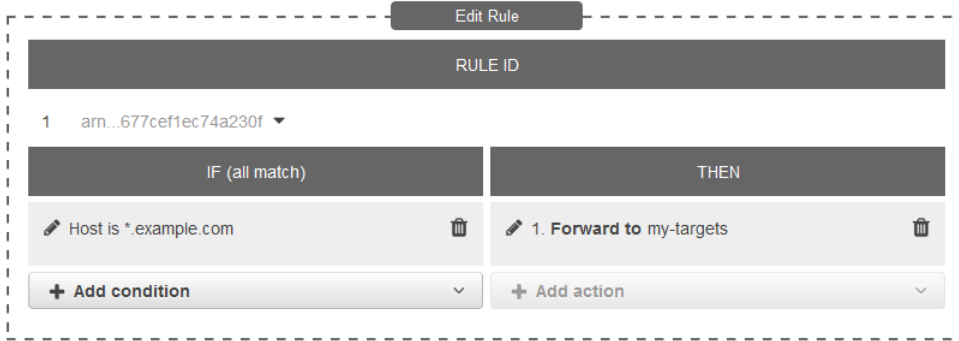 Edit Rule
RULE ID
1 arn...677cef1ec74a230f
IF (all match) THEN
Host is *.example.com 1. Forward to my-targets
Add condition Add action